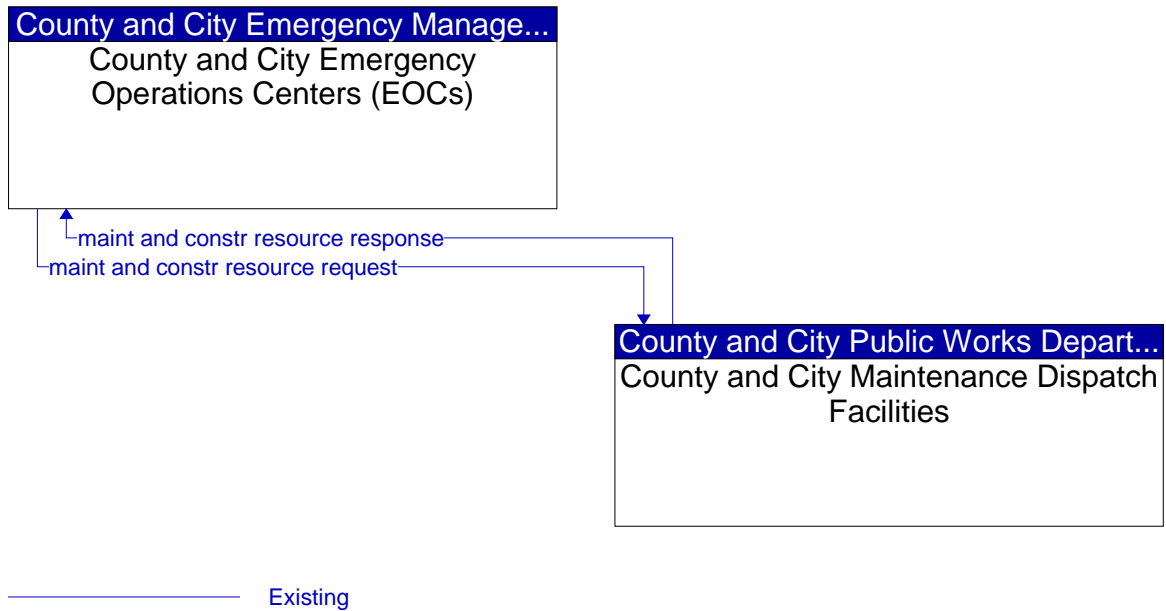 County and City Emergency Manage...
County and City Emergency
Operations Centers (EOCs)
maint and constr resource response
maint and constr resource request
County and City Public Works Depart...
County and City Maintenance Dispatch
Facilities
Existing